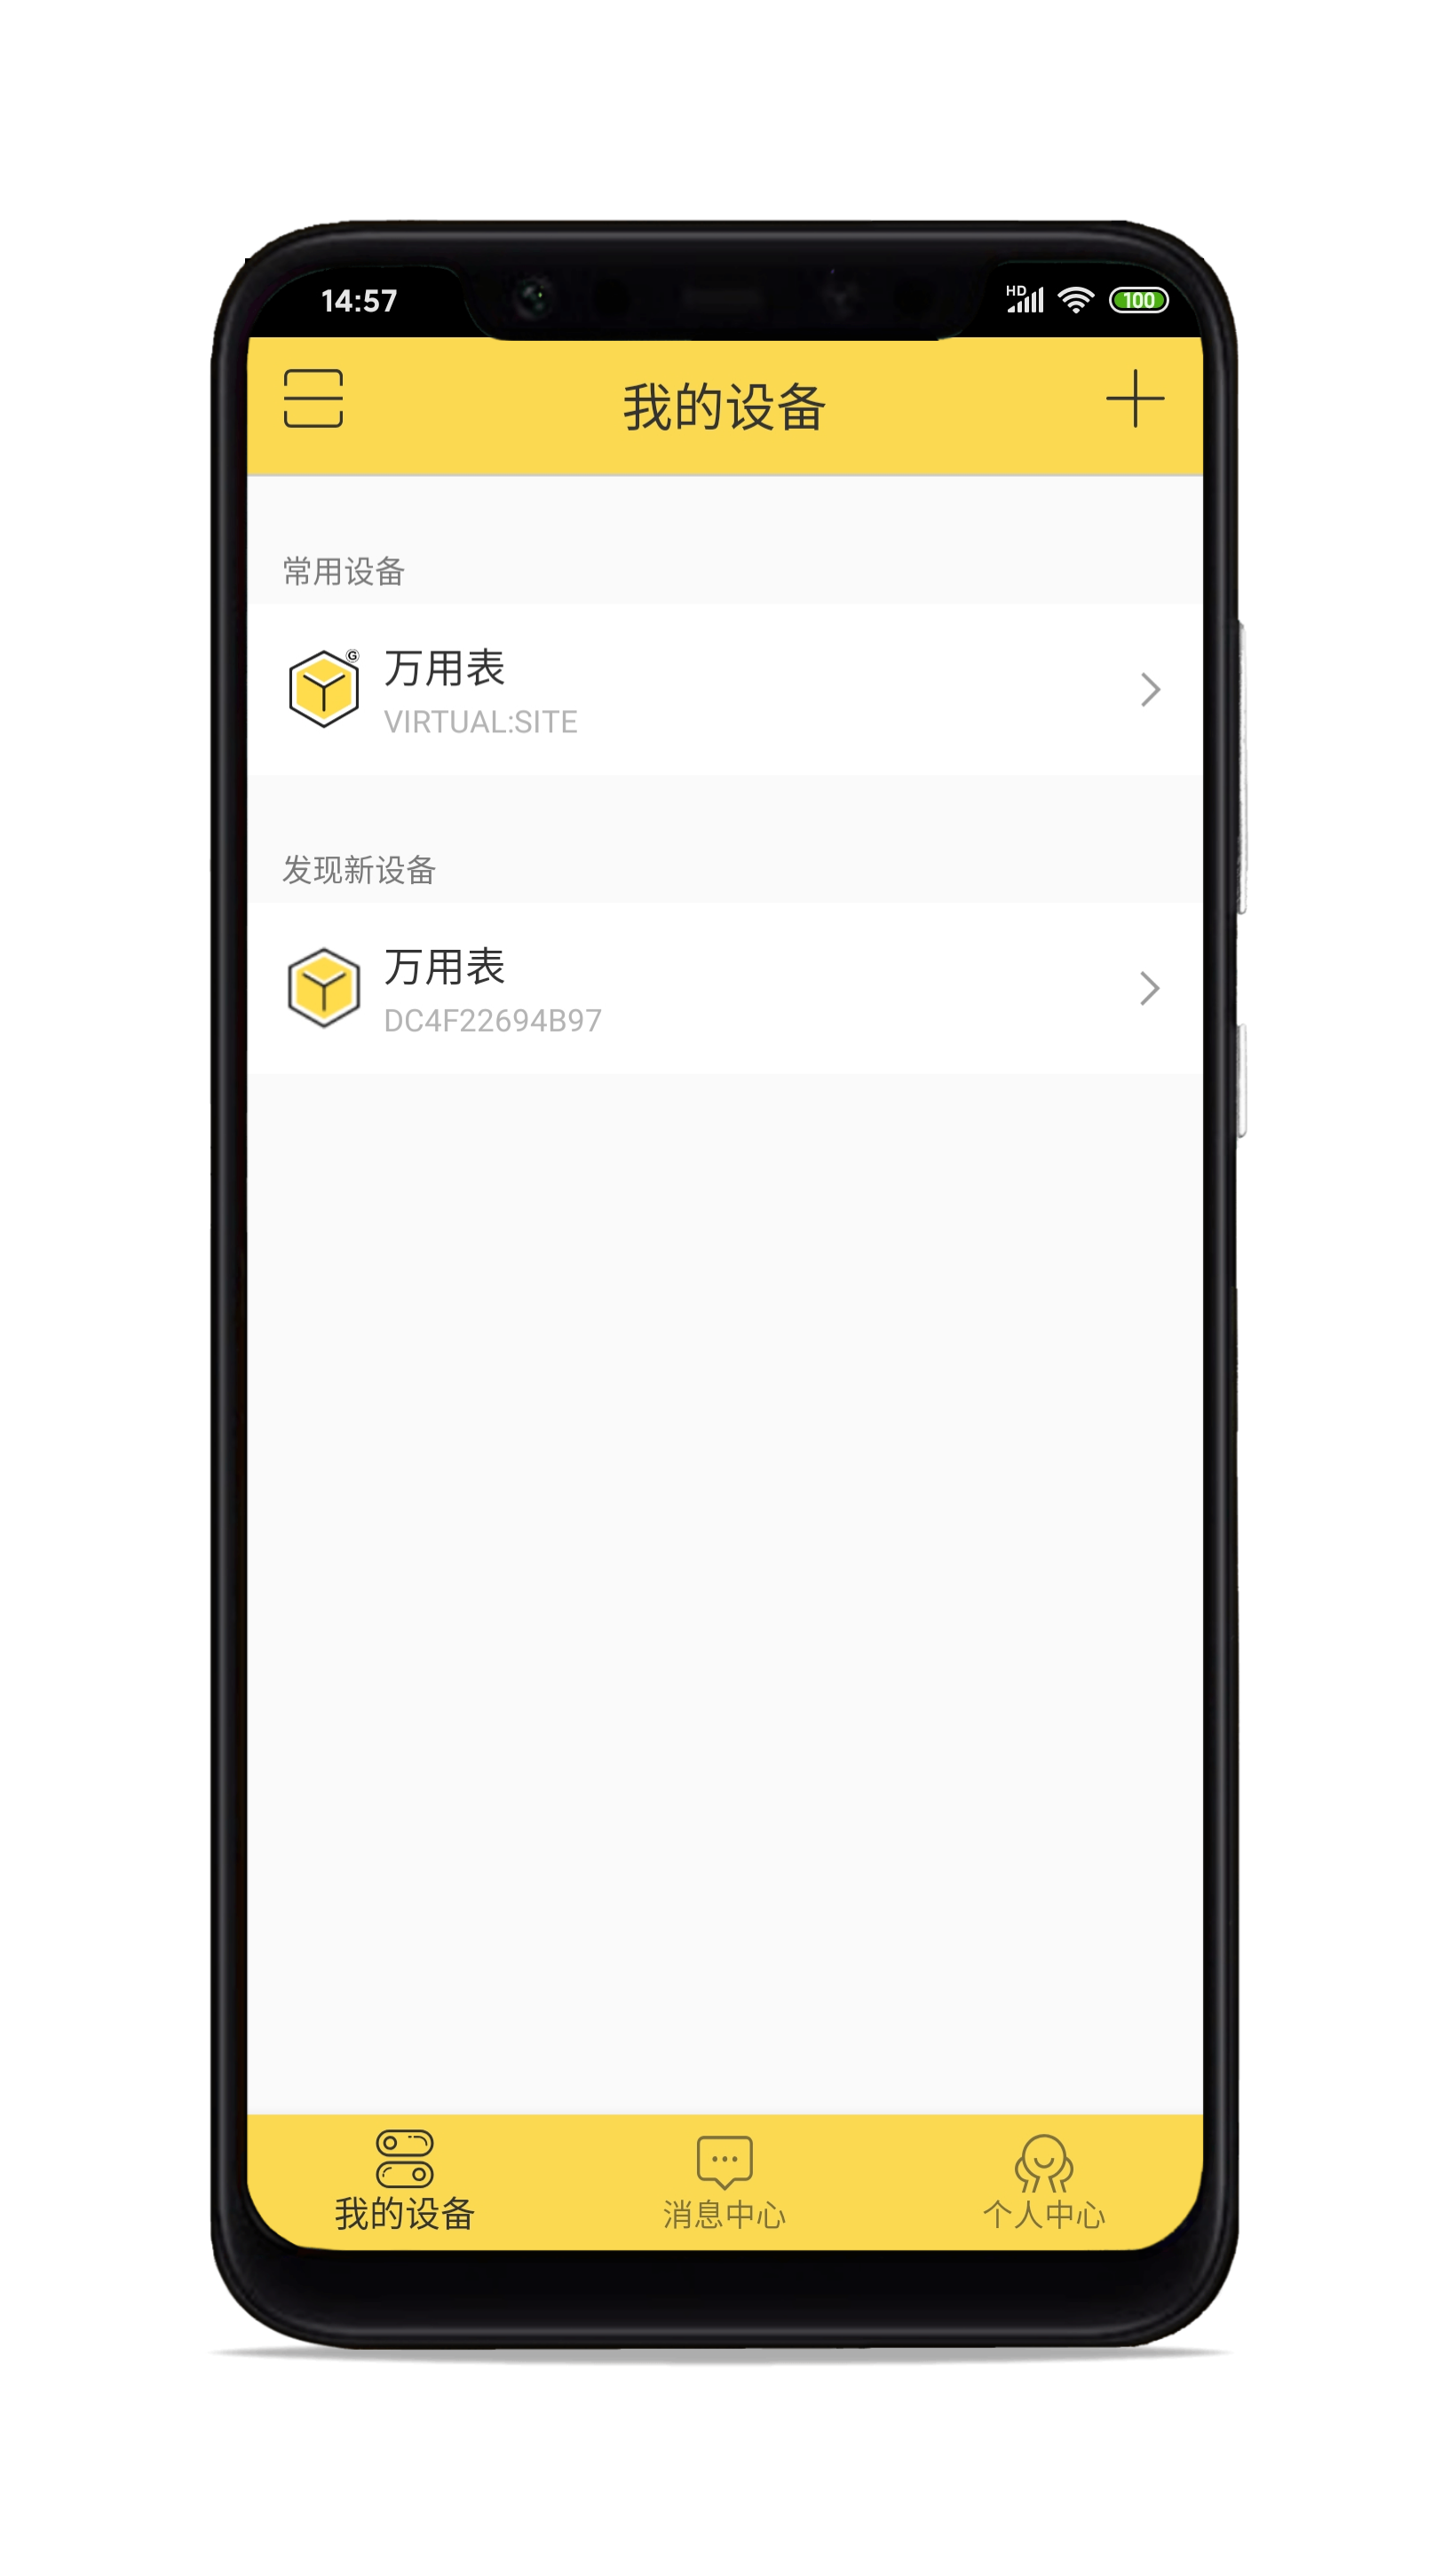 14:57
HD
100
我的设备
常用设备
G
万用表
VIRTUAL:SITE
发现新设备
万用表
DC4F22694B97
我的设备
消息中心
个人中心